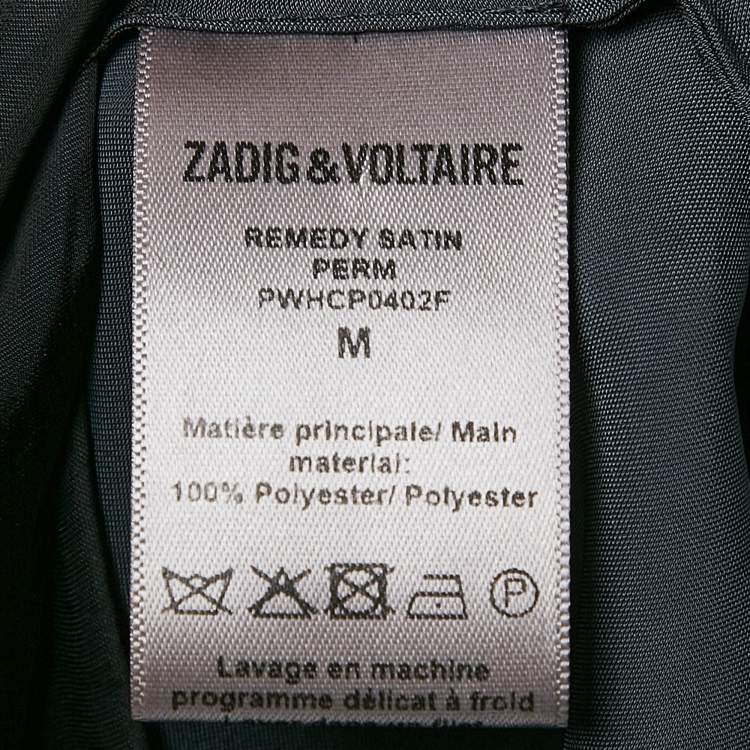 ZADIG&VOLTAIRE
REMEDY SATIN
PERM
PWHCP0402F
M
Matière principale/ Main
material:
100% Polyester/ Polyester
P
Lavage en machine
programme délicat à froid